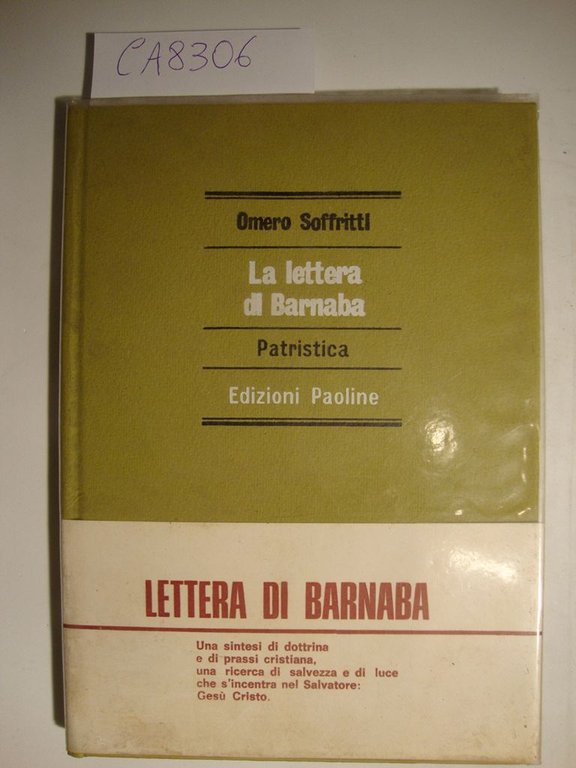 CA8306
Omero Soffritti
La lettera
di Barnaba
Patristica
Edizioni Paoline
LETTERA DI BARNABA
Una sintesi di dottrina
e di prassi cristiana,
una ricerca di salvezza e di luce
che s'incentra nel Salvatore:
Gesù Cristo.